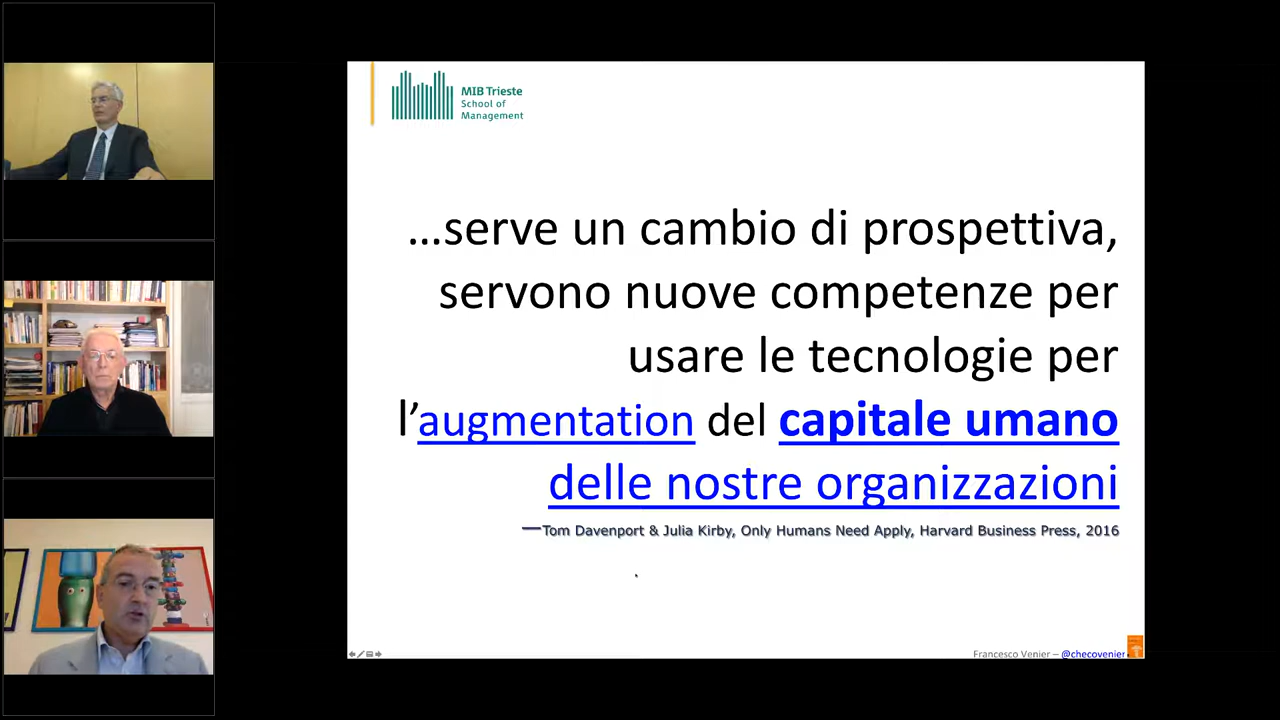 MIB Trieste
School of
Management
...serve un cambio di prospettiva,
servono nuove competenze per
usare le tecnologie per
l’augmentation del capitale umano
delle nostre organizzazioni
—Tom Davenport & Julia Kirby, Only Humans Need Apply, Harvard Business Press, 2016
Francesco Venier – @checovenier